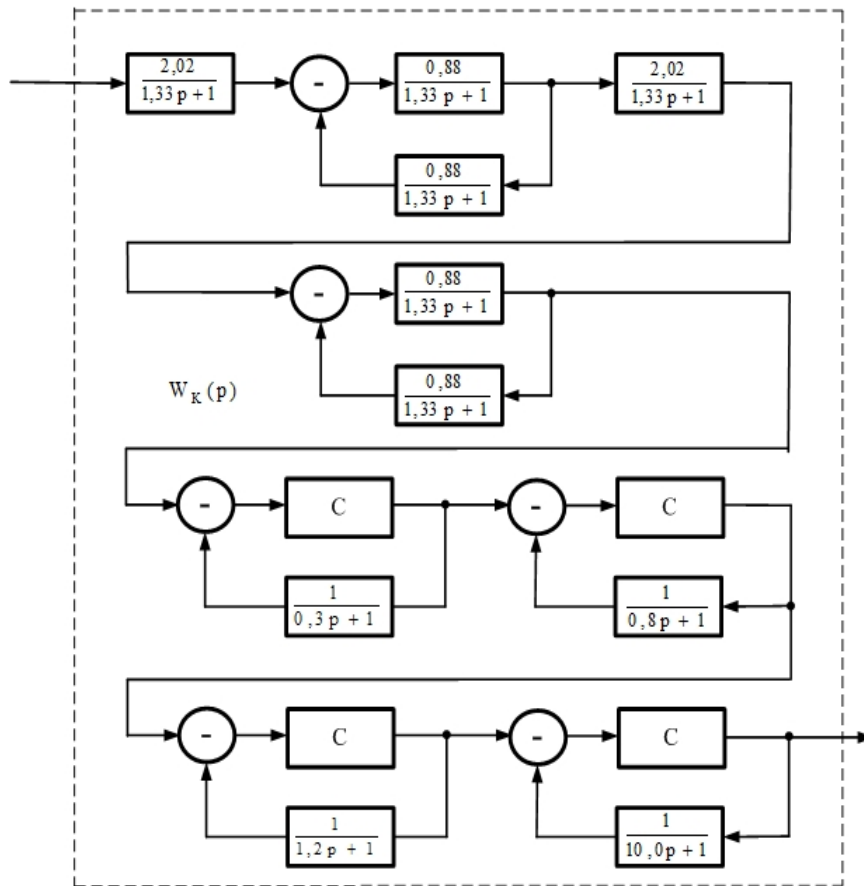 2,02
1,33 p + 1
-
0,88
1,33 p + 1
2,02
1,33 p + 1
0,88
1,33 p + 1
-
0,88
1,33 p + 1
0,88
1,33 p + 1
W_K (p)
-
C
-
C
1
0,3 p + 1
1
0,8 p + 1
-
C
-
C
1
1,2 p + 1
1
10,0p + 1